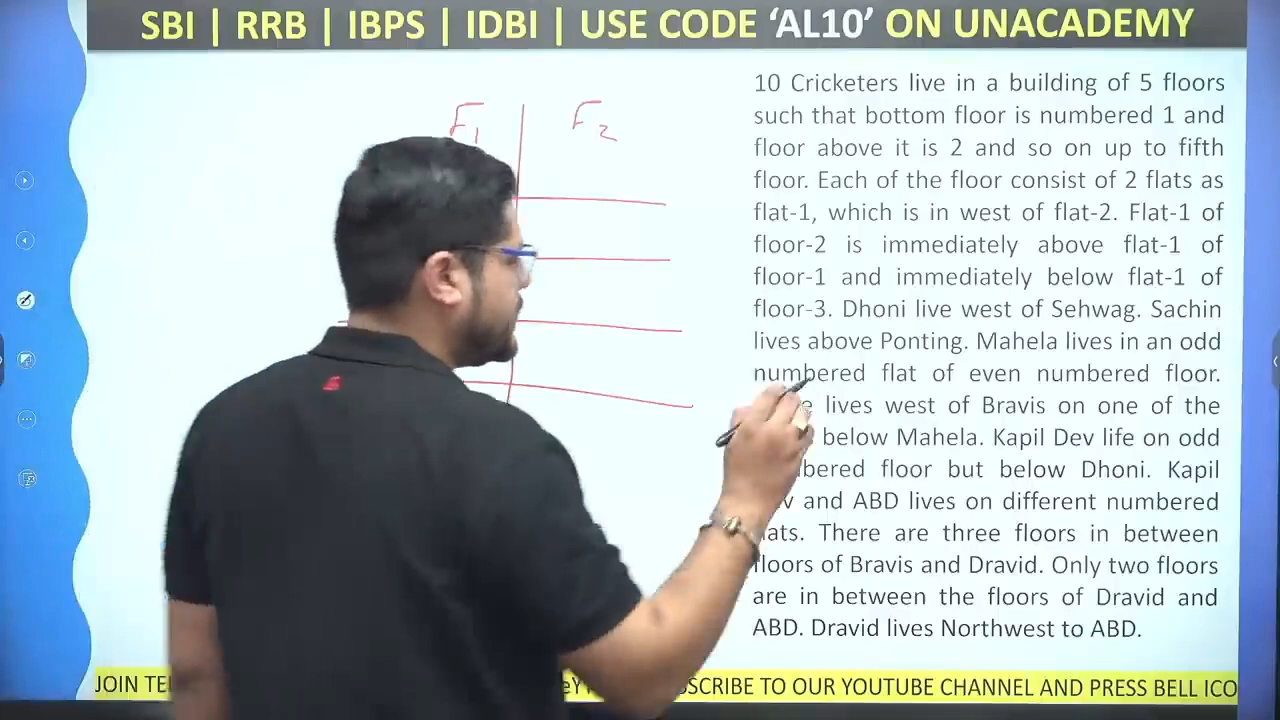 SBI | RRB | IBPS | IDBI | USE CODE ‘AL10’ ON UNACADEMY
F1 F2
10 Cricketers live in a building of 5 floors
such that bottom floor is numbered 1 and
floor above it is 2 and so on up to fifth
floor. Each of the floor consist of 2 flats as
flat-1, which is in west of flat-2. Flat-1 of
floor-2 is immediately above flat-1 of
floor-1 and immediately below flat-1 of
floor-3. Dhoni live west of Sehwag. Sachin
lives above Ponting. Mahela lives in an odd
numbered flat of even numbered floor.
lives west of Bravis on one of the
below Mahela. Kapil Dev life on odd
floor but below Dhoni. Kapil
and ABD lives on different numbered
There are three floors in between
floors of Bravis and Dravid. Only two floors
are in between the floors of Dravid and
ABD. Dravid lives Northwest to ABD.
JOIN TO OUR YOUTUBE CHANNEL AND PRESS BELL ICO